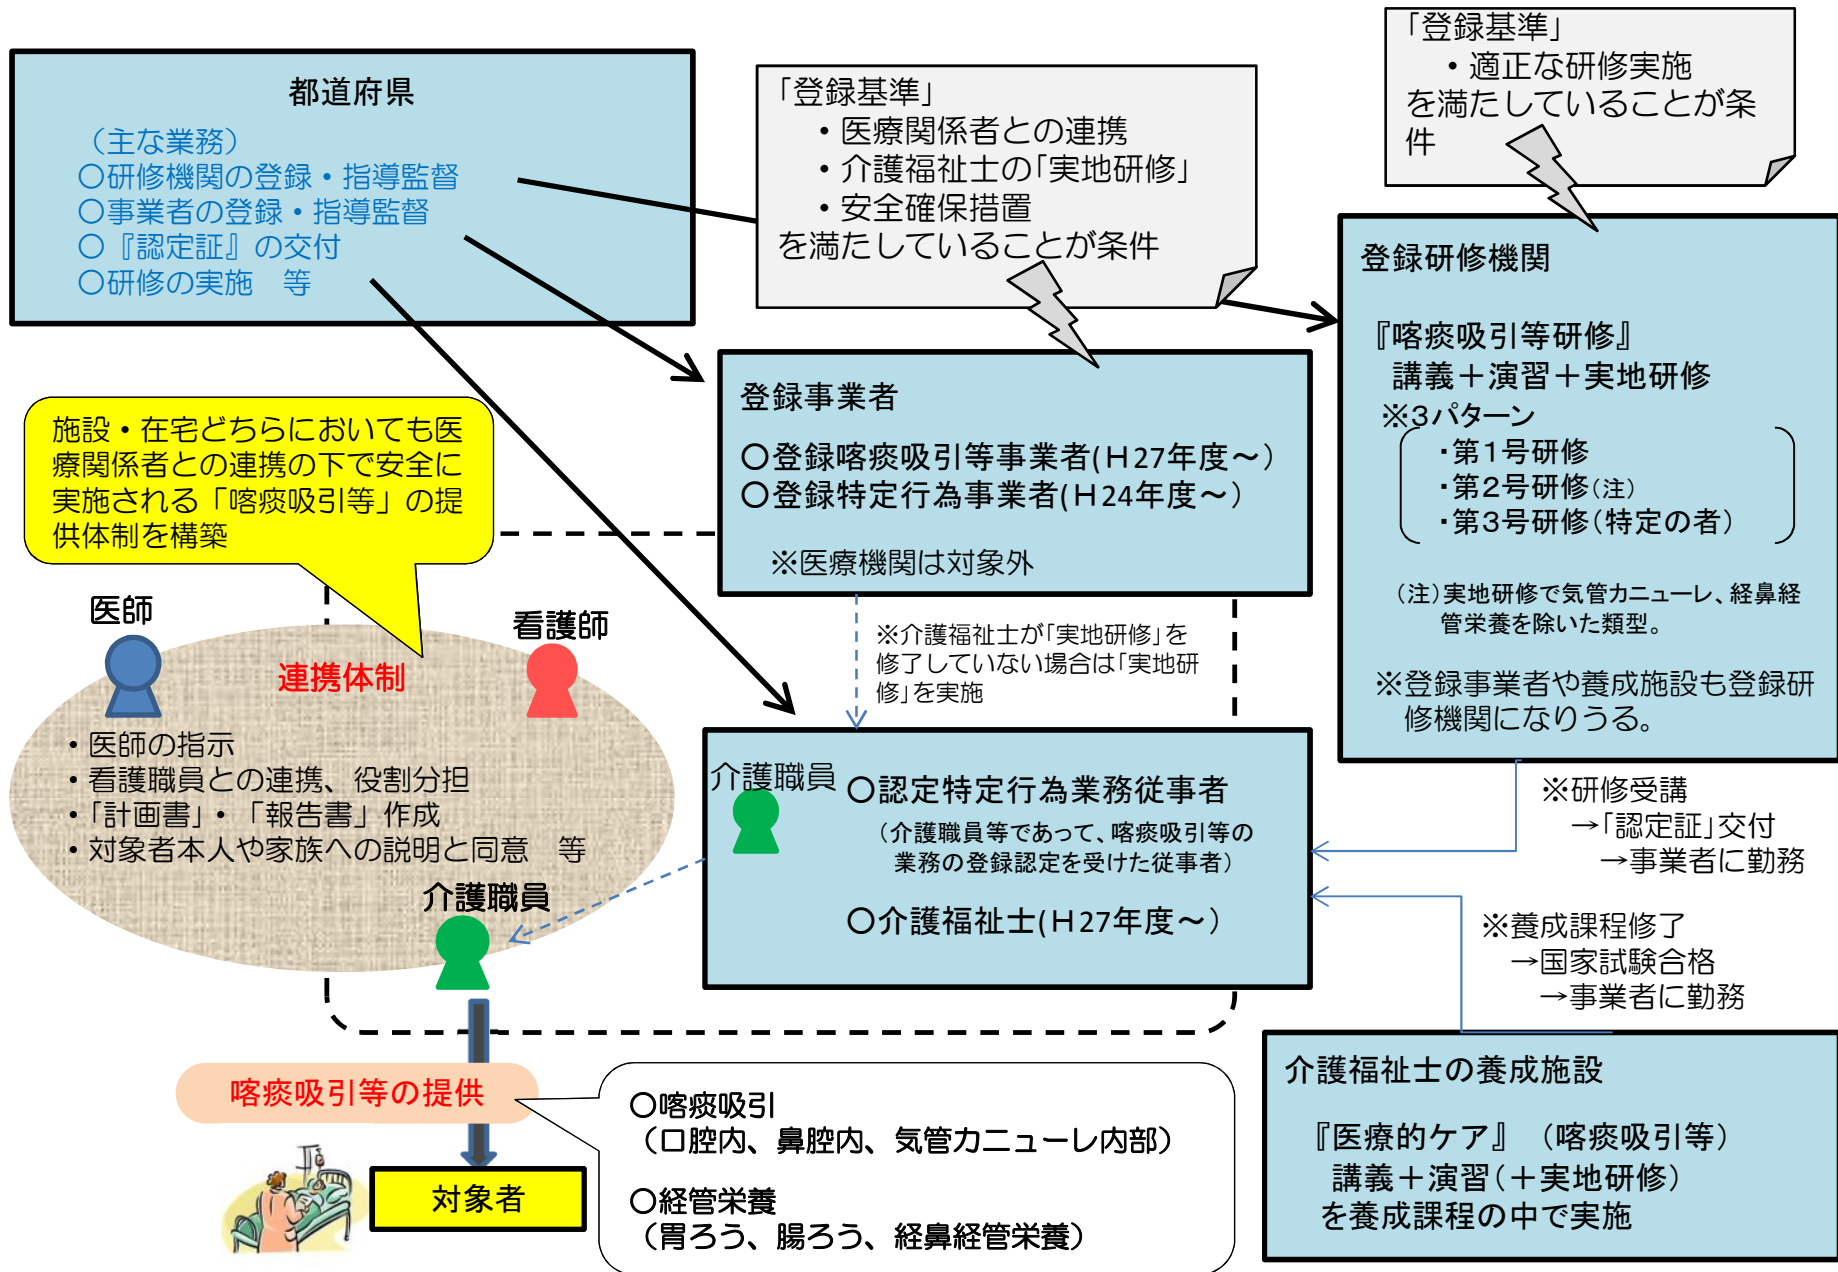 都道府県
（主な業務）
○研修機関の登録・指導監督
○事業者の登録・指導監督
○『認定証』の交付
○研修の実施　等
「登録基準」
・医療関係者との連携
・介護福祉士の「実地研修」
・安全確保措置
を満たしていることが条件
「登録基準」
・適正な研修実施
を満たしていることが条
件
登録研修機関
『喀痰吸引等研修』
講義＋演習＋実地研修
※３パターン
・第１号研修
・第２号研修（注）
・第３号研修（特定の者）
（注）実地研修で気管カニューレ、経鼻経
管栄養を除いた類型。
※登録事業者や養成施設も登録研
修機関になりうる。
登録事業者
○登録喀痰吸引等事業者(Ｈ27年度～）
○登録特定行為事業者(Ｈ24年度～）
※医療機関は対象外
施設・在宅どちらにおいても医
療関係者との連携の下で安全に
実施される「喀痰吸引等」の提
供体制を構築
医師
看護師
連携体制
・医師の指示
・看護職員との連携、役割分担
・「計画書」・「報告書」作成
・対象者本人や家族への説明と同意　等
介護職員
※介護福祉士が「実地研修」を
修了していない場合は「実地研
修」を実施
介護職員
○認定特定行為業務従事者
（介護職員等であって、喀痰吸引等の
業務の登録認定を受けた従事者）
○介護福祉士(Ｈ27年度～）
※研修受講
→「認定証」交付
→事業者に勤務
※養成課程修了
→国家試験合格
→事業者に勤務
喀痰吸引等の提供
対象者
○喀痰吸引
（口腔内、鼻腔内、気管カニューレ内部）
○経管栄養
（胃ろう、腸ろう、経鼻経管栄養）
介護福祉士の養成施設
『医療的ケア』（喀痰吸引等）
講義＋演習（＋実地研修）
を養成課程の中で実施